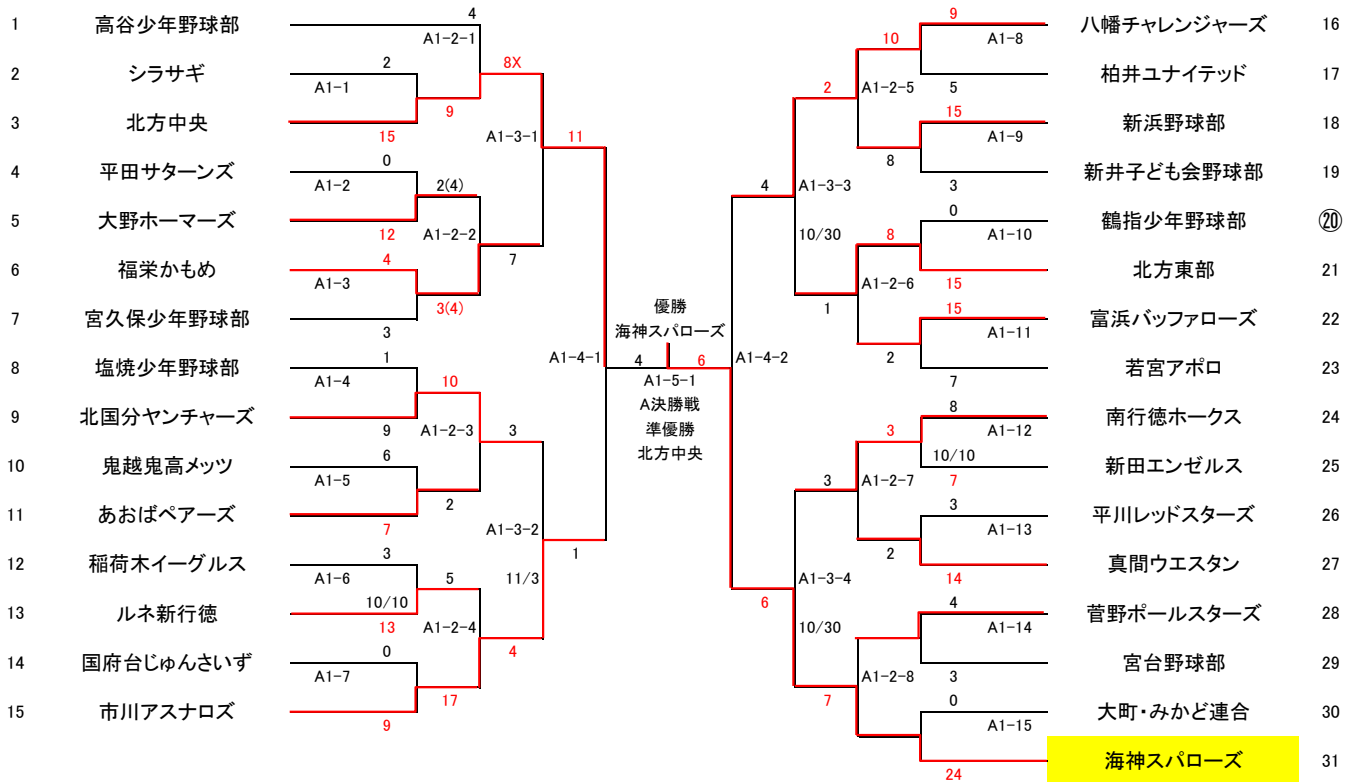 1 高谷少年野球部 4
A1-2-1
2 シラサギ 2 8X
A1-1
3 北方中央 9
15 A1-3-1 11
4 平田サターンズ 0
A1-2 2(4)
5 大野ホーマーズ
12 A1-2-2
6 福栄かもめ 4 7
A1-3
7 宮久保少年野球部 3(4)
3
8 塩焼少年野球部 1 A1-4-1
A1-4 10
9 北国分ヤンチャーズ
9 A1-2-3 3
10 鬼越鬼高メッツ 6
A1-5
11 あおばペアーズ 2
7 A1-3-2
12 稲荷木イーグルス 3 1
A1-6 5 11/3
13 ルネ新行徳 10/10
13 A1-2-4
14 国府台じゅんさいず 0 4
A1-7
15 市川アスナロズ 17
9
優勝
海神スパローズ
4 6
A1-5-1
A決勝戦
準優勝
北方中央
9 八幡チャレンジャーズ 16
10 A1-8
柏井ユナイテッド 17
2 A1-2-5 5
15 新浜野球部 18
A1-9
8 新井子ども会野球部 19
4 A1-3-3 3
0 鶴指少年野球部 ⑳
10/30 8 A1-10
北方東部 21
A1-2-6 15
1 15 富浜バッファローズ 22
A1-11
2 若宮アポロ 23
A1-4-2 7
8 南行徳ホークス 24
3 A1-12
10/10 新田エンゼルス 25
3 A1-2-7 7
3 平川レッドスターズ 26
A1-13
2 真間ウエスタン 27
A1-3-4 14
6 4 菅野ポールスターズ 28
10/30 A1-14
宮台野球部 29
A1-2-8 3
7 0 大町・みかど連合 30
A1-15
海神スパローズ 31
24